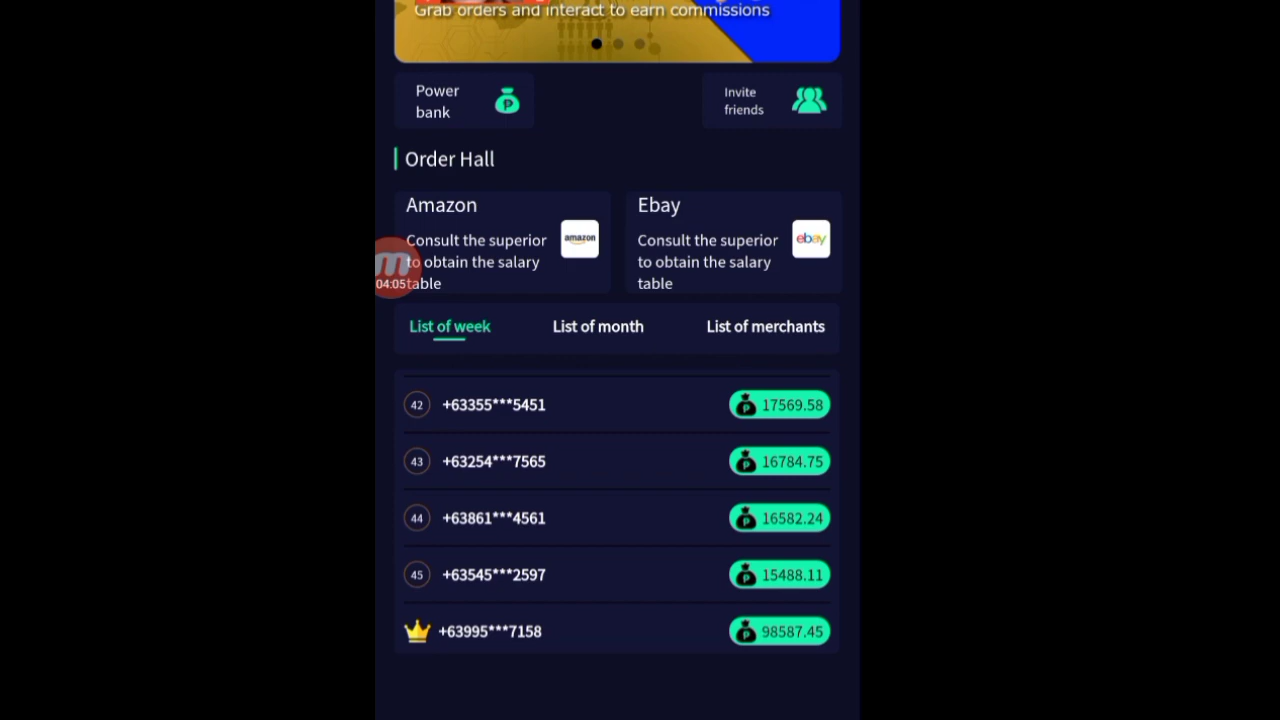 Grab orders and interact to earn commissions
Power
bank
Invite
friends
Order Hall
Amazon
Consult the superior
to obtain the salary
table
amazon
Ebay
Consult the superior
to obtain the salary
table
ebay
04:05
List of week
List of month
List of merchants
42 +63355***5451 17569.58
43 +63254***7565 16784.75
44 +63861***4561 16582.24
45 +63545***2597 15488.11
+63995***7158 98587.45